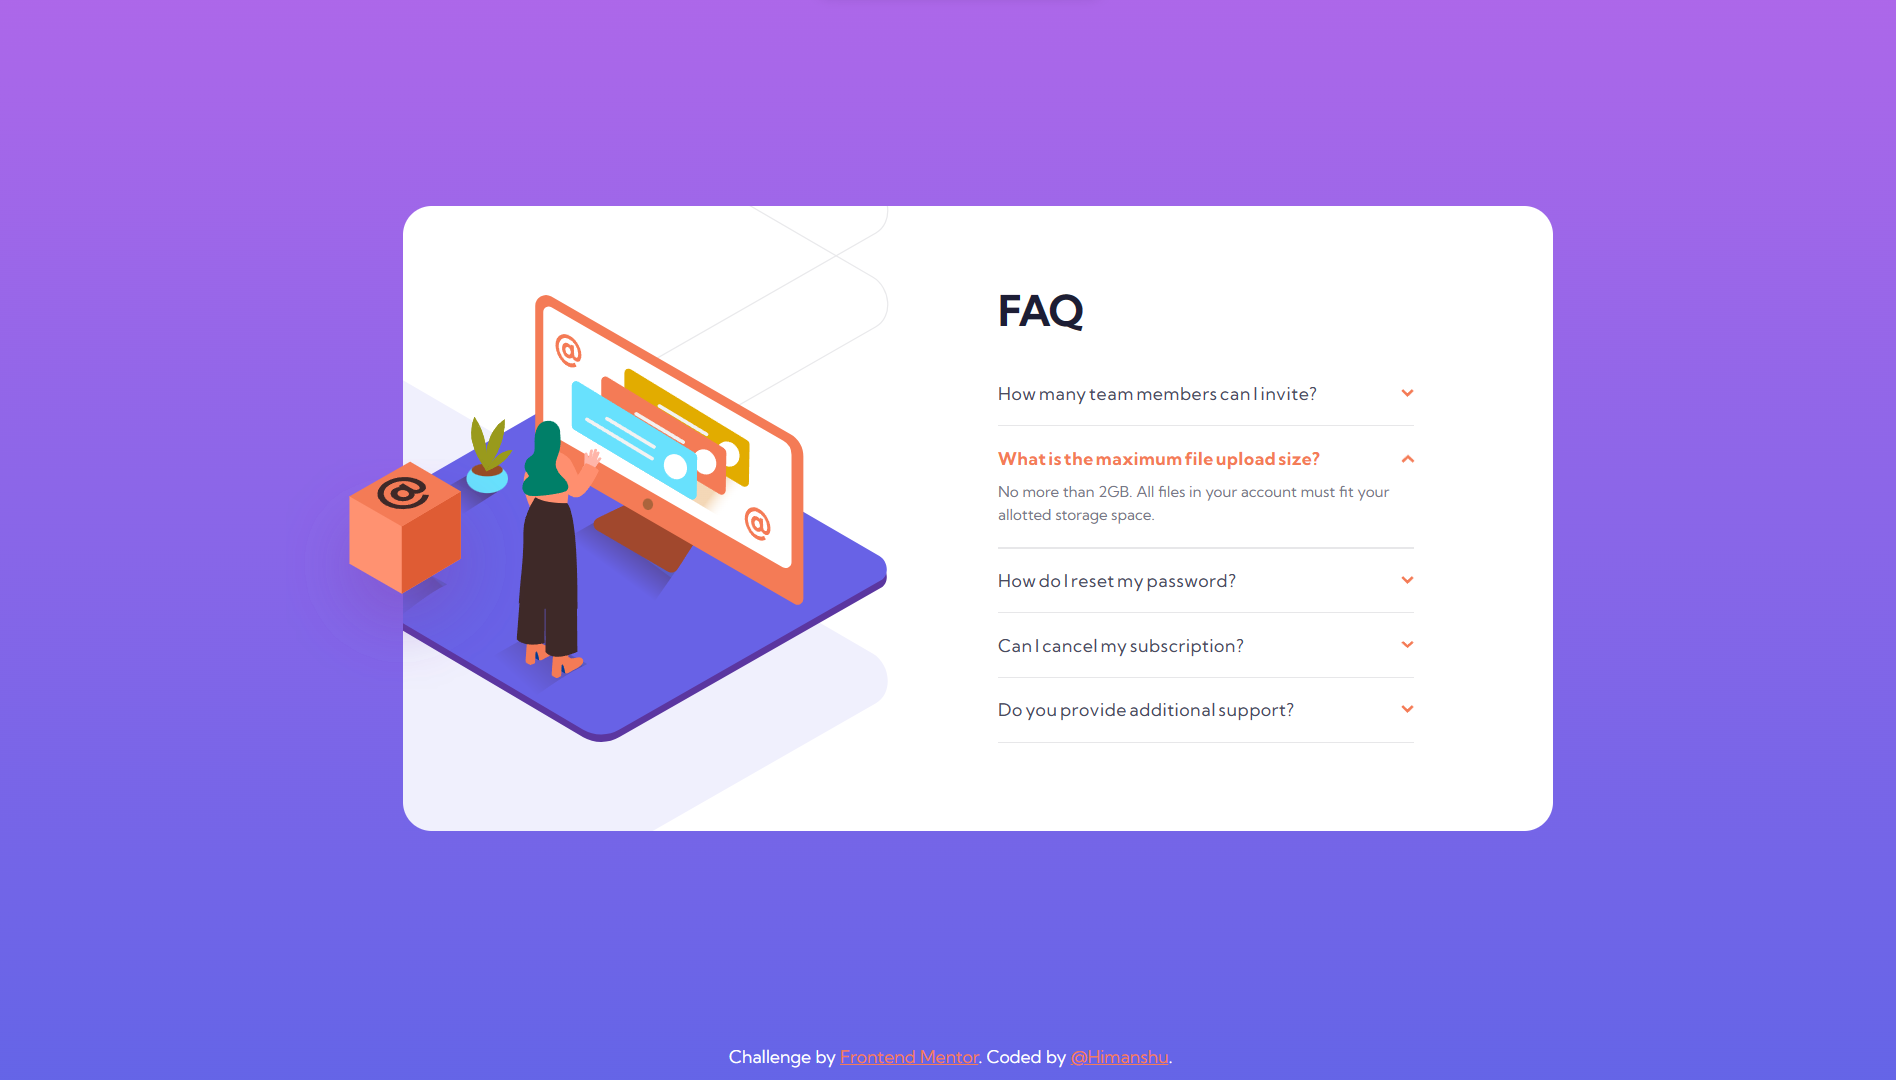 FAQ
How many team members can I invite?
What is the maximum file upload size?
No more than 2GB. All files in your account must fit your
allotted storage space.
How do I reset my password?
Can I cancel my subscription?
Do you provide additional support?
@
@
@
Challenge by Frontend Mentor. Coded by @Himanshu.